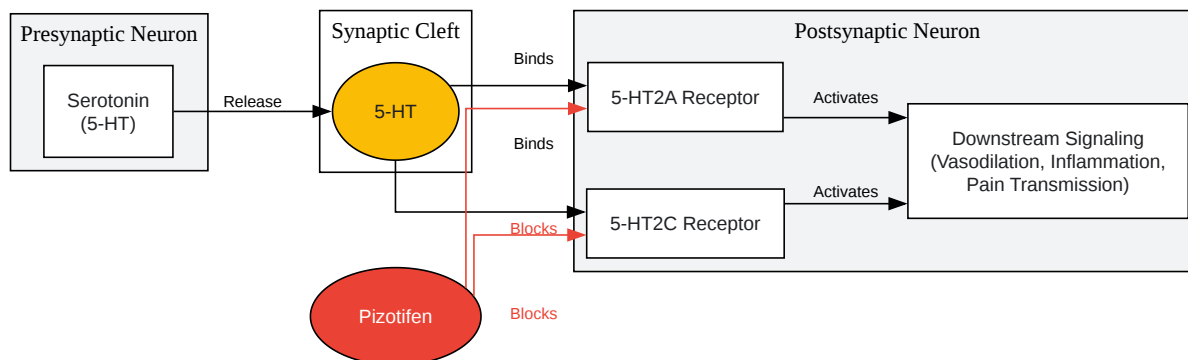 Presynaptic Neuron
Serotonin
(5-HT)
Release
Synaptic Cleft
5-HT
Binds
Binds
Postsynaptic Neuron
5-HT2A Receptor
Activates
5-HT2C Receptor
Activates
Downstream Signaling
(Vasodilation, Inflammation,
Pain Transmission)
Blocks
Pizotifen
Blocks